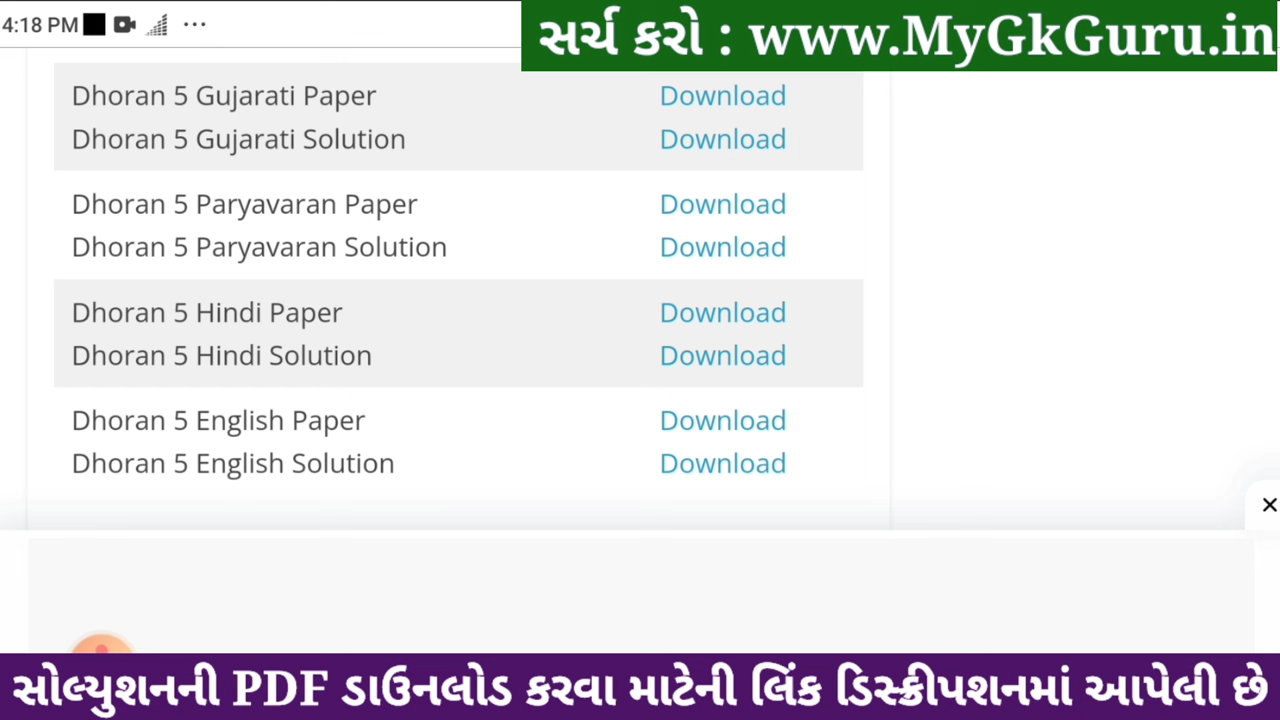 4:18 PM ...
સર્ચ કરો : www.MyGkGuru.in
Dhoran 5 Gujarati Paper Download
Dhoran 5 Gujarati Solution Download
Dhoran 5 Paryavaran Paper Download
Dhoran 5 Paryavaran Solution Download
Dhoran 5 Hindi Paper Download
Dhoran 5 Hindi Solution Download
Dhoran 5 English Paper Download
Dhoran 5 English Solution Download
સોલ્યુશનની PDF ડાઉનલોડ કરવા માટેની લિંક ડિસ્ક્રીપશનમાં આપેલી છે